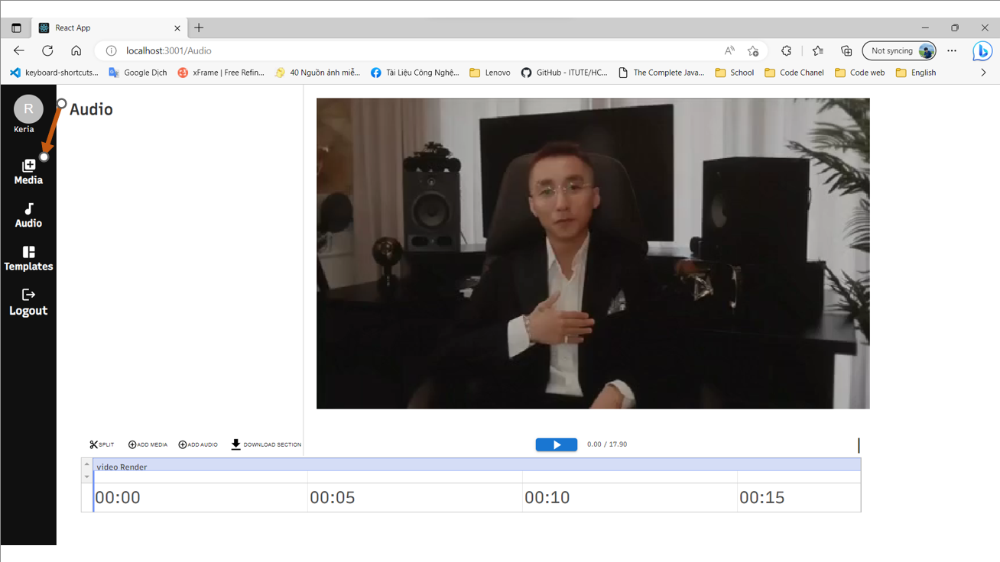 React App
localhost:3001/Audio
Not syncing
keyboard-shortcuts...
Google Dịch
xFrame | Free Refin...
40 Nguồn ảnh miễ...
Tài Liệu Công Nghệ...
Lenovo
GitHub - ITUTE/HC...
The Complete Java...
School
Code Chanel
Code web
English
R
Keria
Audio
Media
Audio
Templates
Logout
SPLIT
ADD MEDIA
ADD AUDIO
DOWNLOAD SECTION
0.00 / 17.90
video Render
00:00
00:05
00:10
00:15